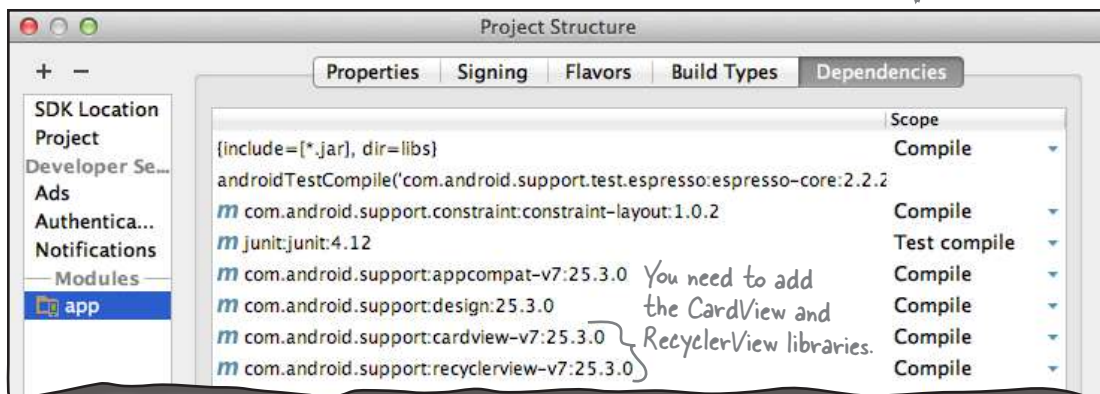 Project Structure
+ −
Properties Signing Flavors Build Types Dependencies
SDK Location
Project
Developer Se...
Ads
Authentica...
Notifications
Modules
app
Scope
{include=[*.jar], dir=libs} Compile
androidTestCompile('com.android.support.test.espresso:espresso-core:2.2.2
m com.android.support.constraint:constraint-layout:1.0.2 Compile
m junit:junit:4.12 Test compile
m com.android.support:appcompat-v7:25.3.0 Compile
m com.android.support:design:25.3.0 Compile
m com.android.support:cardview-v7:25.3.0 Compile
m com.android.support:recyclerview-v7:25.3.0 Compile
You need to add
the CardView and
RecyclerView libraries.